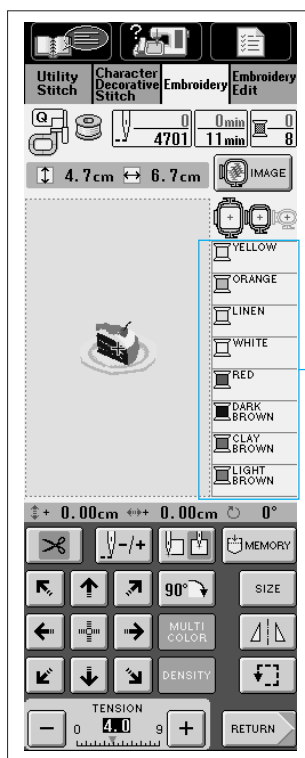 Utility Stitch
Character Decorative Stitch
Embroidery
Embroidery Edit
Q
0
4701
0min
11min
0
8
4.7cm 6.7cm
IMAGE
YELLOW
ORANGE
LINEN
WHITE
RED
DARK BROWN
CLAY BROWN
LIGHT BROWN
+ 0.00cm + 0.00cm 0°
-/+
MEMORY
90°
SIZE
MULTI COLOR
DENSITY
TENSION
- 0 4.0 9 +
RETURN